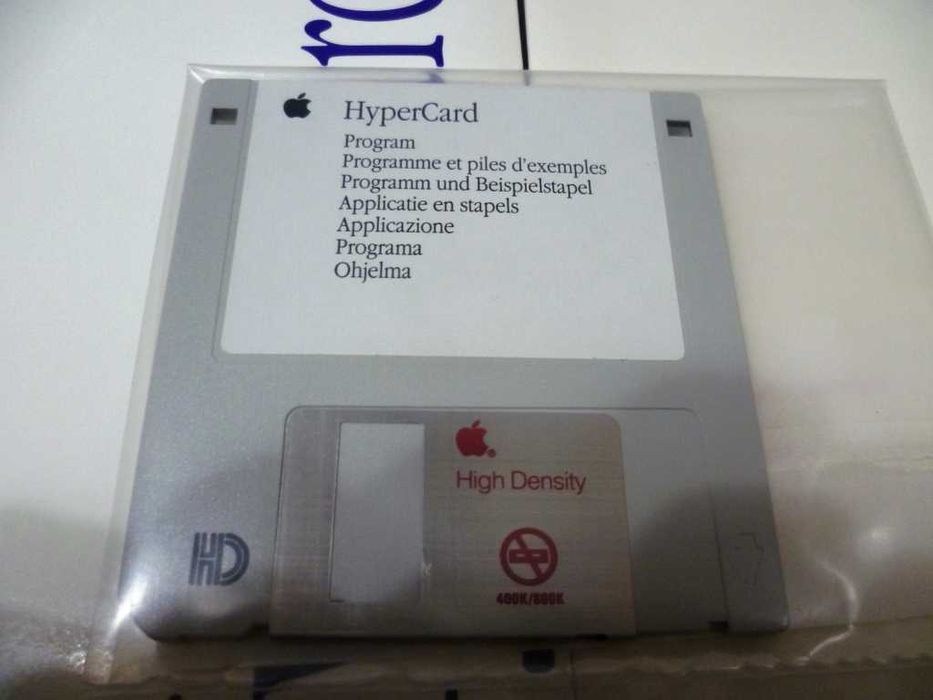 HyperCard
Program
Programme et piles d'exemples
Programm und Beispielstapel
Applicatie en stapels
Applicazione
Programa
Ohjelma
High Density
HD
400K/800K